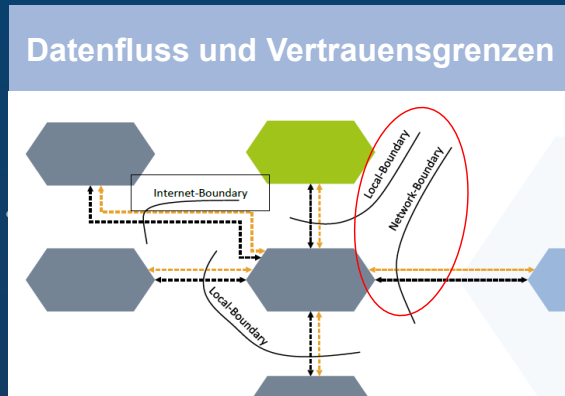 Datenfluss und Vertrauensgrenzen
Local-Boundary
Network-Boundary
Internet-Boundary
Local-Boundary